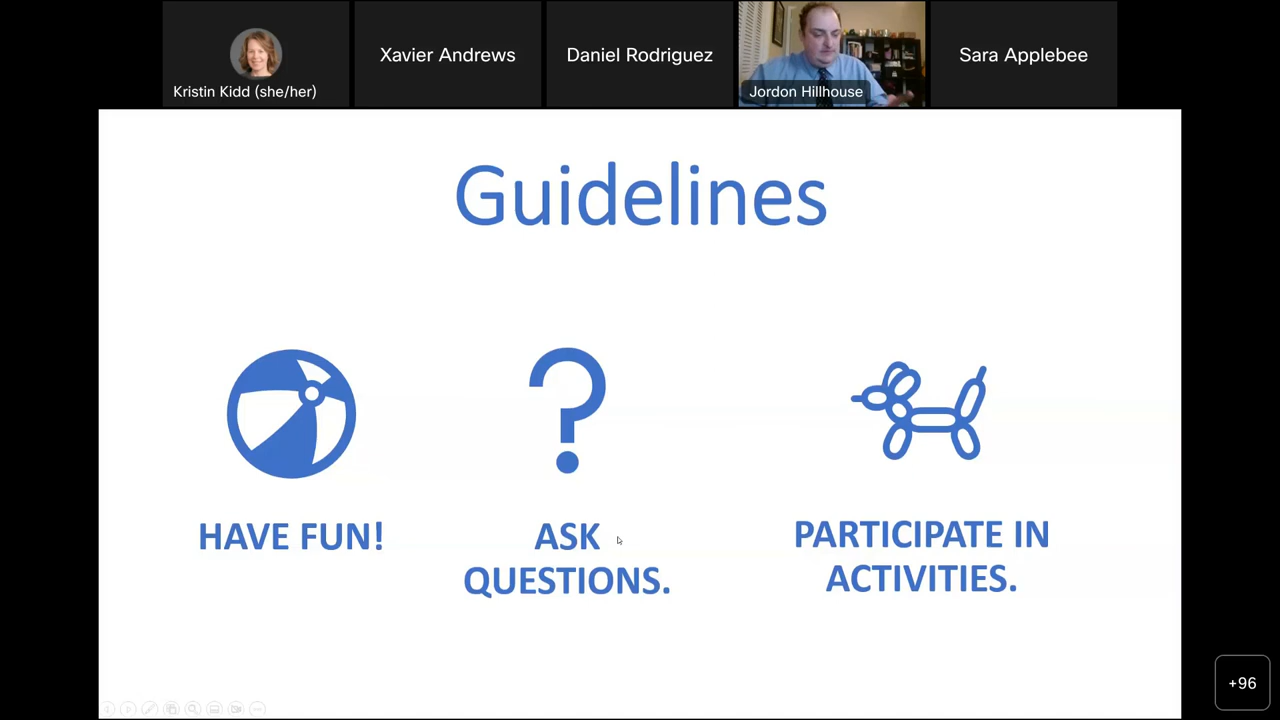 Kristin Kidd (she/her)
Xavier Andrews
Daniel Rodriguez
Jordon Hillhouse
Sara Applebee
Guidelines
?
HAVE FUN!
ASK
QUESTIONS.
PARTICIPATE IN
ACTIVITIES.
+96